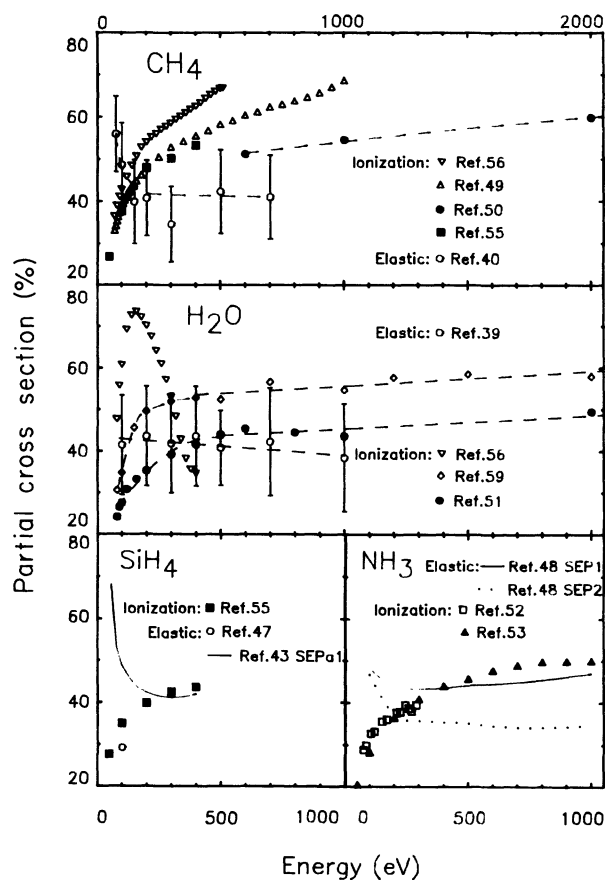 0 1000 2000
CH4
80
60
40
20
Ionization: ▽ Ref.56
△ Ref.49
● Ref.50
■ Ref.55
Elastic: ○ Ref.40
Partial cross section (%)
H2O
80
60
40
20
Elastic: ○ Ref.39
Ionization: ▽ Ref.56
◇ Ref.59
● Ref.51
SiH4
80
60
40
20
Ionization: ■ Ref.55
Elastic: ○ Ref.47
— Ref.43 SEPa1
NH3
Elastic: — Ref.48 SEP1
· · · Ref.48 SEP2
Ionization: □ Ref.52
▲ Ref.53
0 500 1000 0 500 1000
Energy (eV)